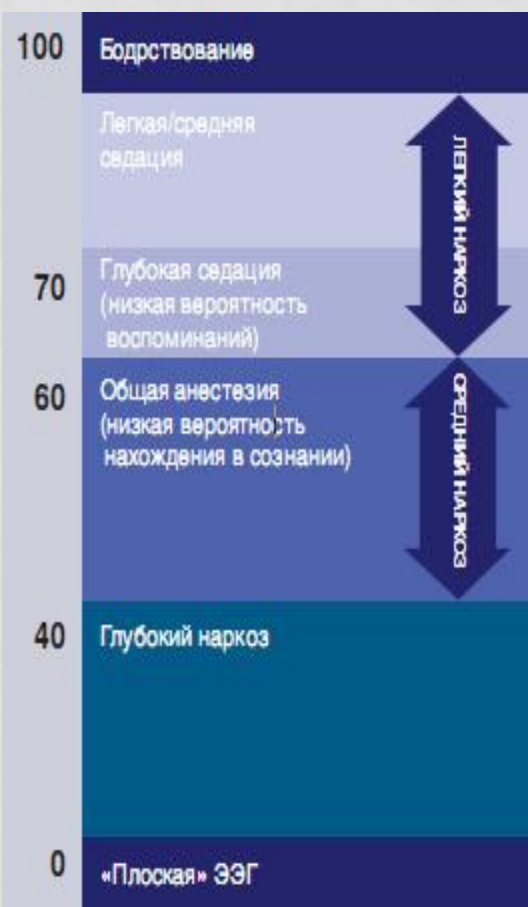 100
Бодрствование
Легкая/средняя
седация
ЛЕГКИЙ НАРКОЗ
70
Глубокая седация
(низкая вероятность
воспоминаний)
60
Общая анестезия
(низкая вероятность
нахождения в сознании)
СРЕДНИЙ НАРКОЗ
40
Глубокий наркоз
0
«Плоская» ЭЭГ